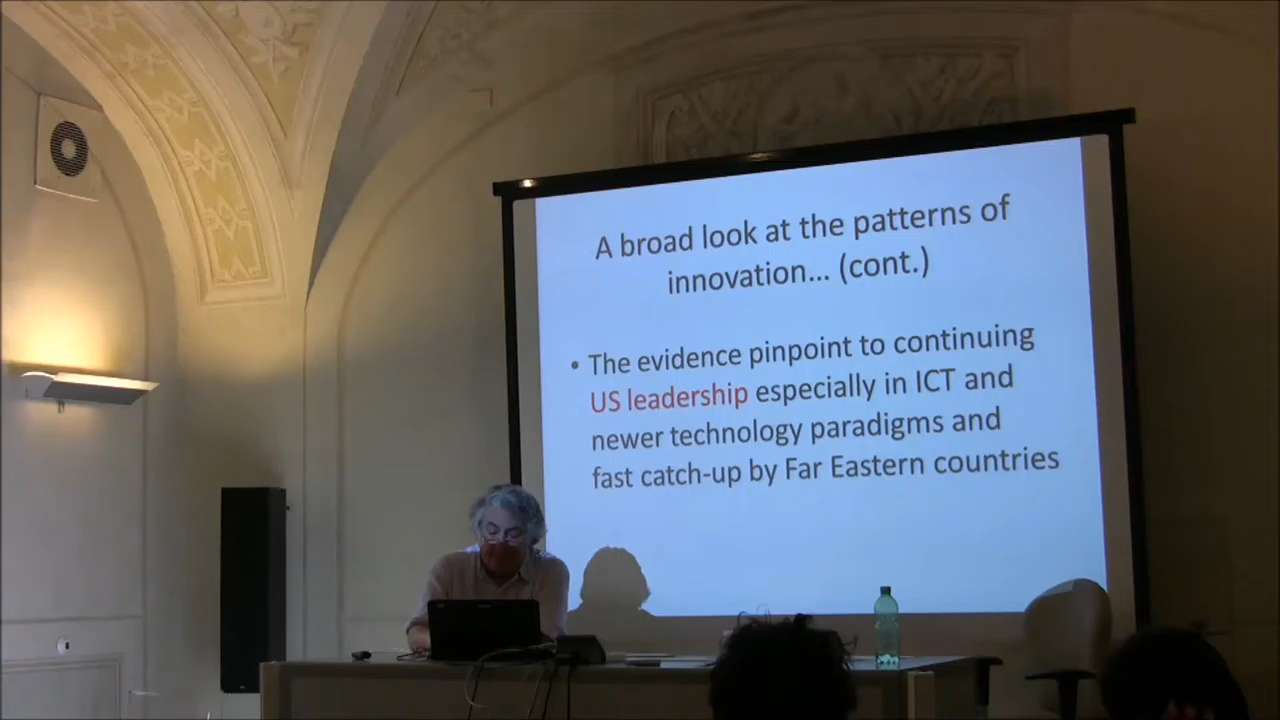 A broad look at the patterns of
innovation... (cont.)
• The evidence pinpoint to continuing
US leadership especially in ICT and
newer technology paradigms and
fast catch-up by Far Eastern countries